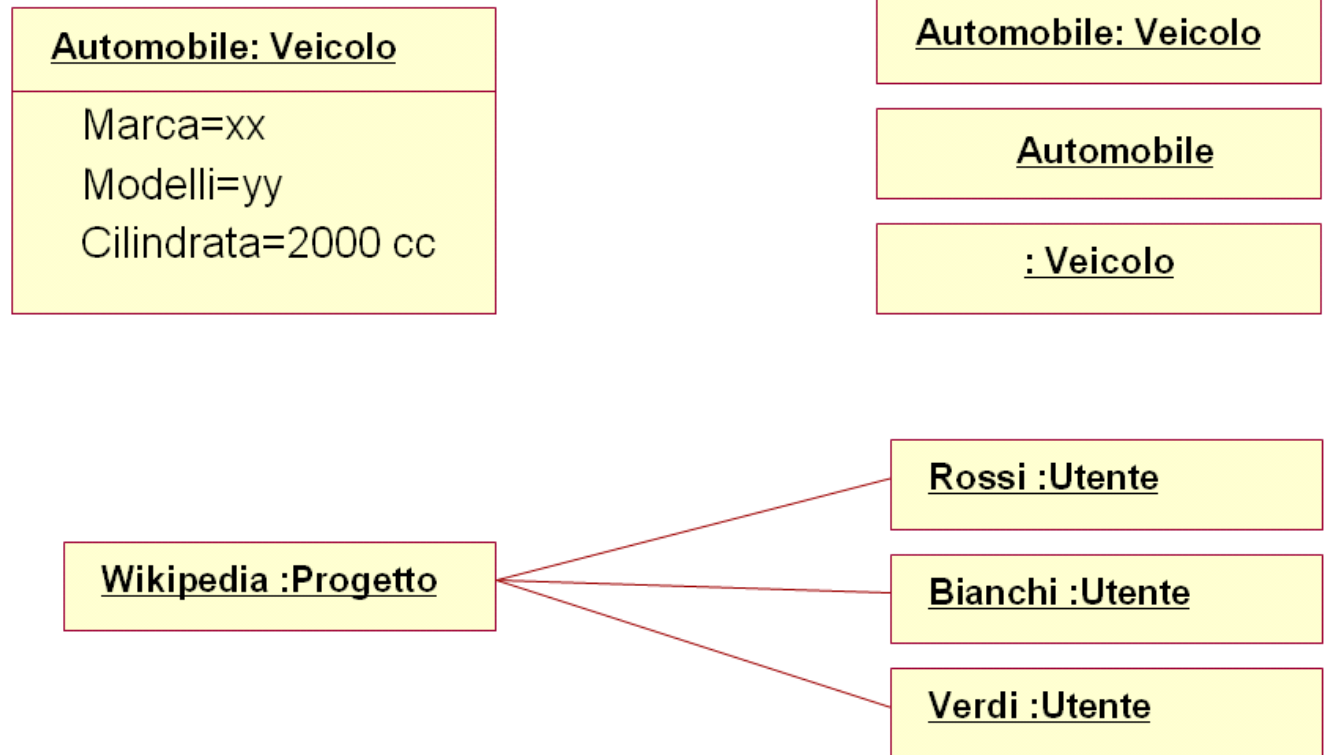 Automobile: Veicolo
Marca=xx
Modelli=yy
Cilindrata=2000 cc
Automobile: Veicolo
Automobile
: Veicolo
Wikipedia :Progetto
Rossi :Utente
Bianchi :Utente
Verdi :Utente